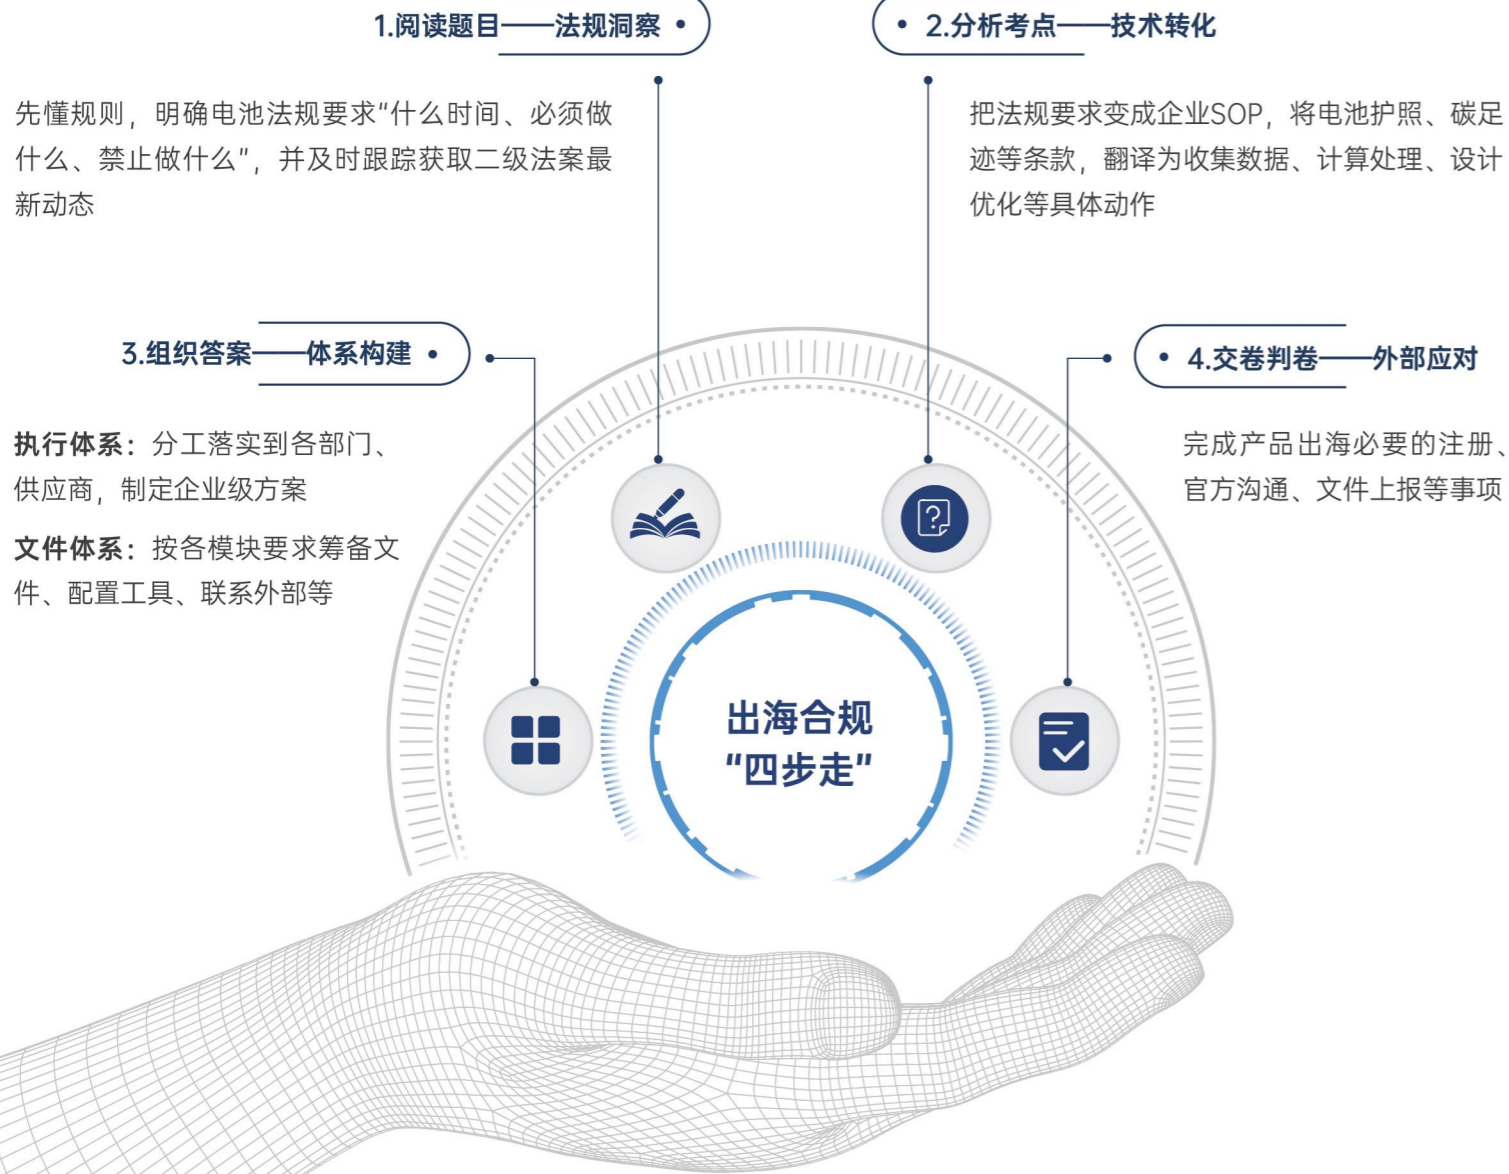 1.阅读题目——法规洞察
先懂规则，明确电池法规要求“什么时间、必须做
什么、禁止做什么”，并及时跟踪获取二级法案最
新动态
2.分析考点——技术转化
把法规要求变成企业SOP，将电池护照、碳足
迹等条款，翻译为收集数据、计算处理、设计
优化等具体动作
3.组织答案——体系构建
执行体系：分工落实到各部门、
供应商，制定企业级方案
文件体系：按各模块要求筹备文
件、配置工具、联系外部等
4.交卷判卷——外部应对
完成产品出海必要的注册、
官方沟通、文件上报等事项
出海合规
“四步走”